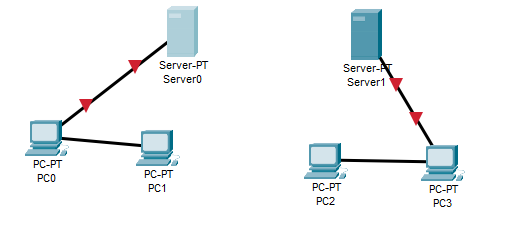 Server-PT
Server0
Server-PT
Server1
PC-PT
PC0
PC-PT
PC1
PC-PT
PC2
PC-PT
PC3